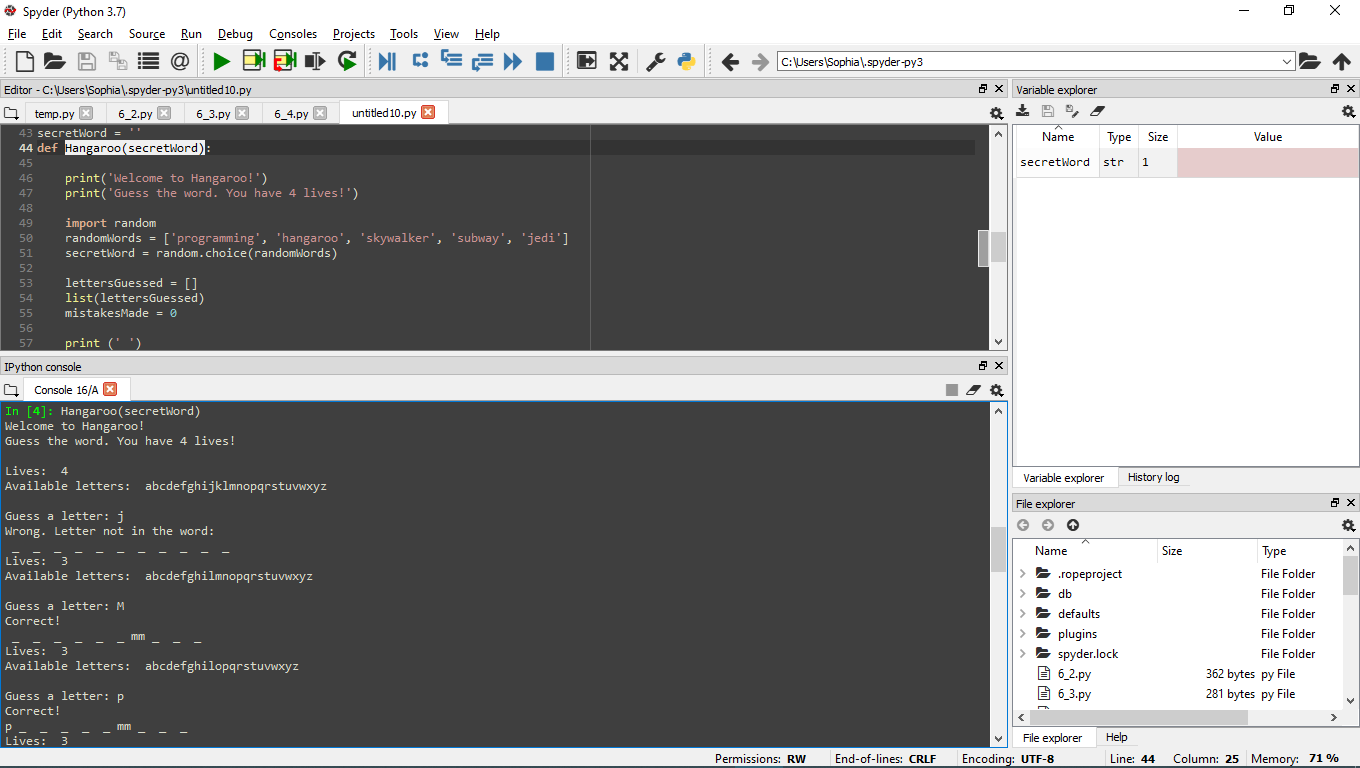 Spyder (Python 3.7)
File Edit Search Source Run Debug Consoles Projects Tools View Help
C:\Users\Sophia\.spyder-py3
Editor - C:\Users\Sophia\.spyder-py3\untitled10.py
temp.py 6_2.py 6_3.py 6_4.py untitled10.py
43 secretWord = ''
44 def Hangaroo(secretWord):
45
46 print('Welcome to Hangaroo!')
47 print('Guess the word. You have 4 lives!')
48
49 import random
50 randomWords = ['programming', 'hangaroo', 'skywalker', 'subway', 'jedi']
51 secretWord = random.choice(randomWords)
52
53 lettersGuessed = []
54 list(lettersGuessed)
55 mistakesMade = 0
56
57 print (' ')
IPython console
Console 16/A
In [4]: Hangaroo(secretWord)
Welcome to Hangaroo!
Guess the word. You have 4 lives!
Lives:  4
Available letters:  abcdefghijklmnopqrstuvwxyz
Guess a letter: j
Wrong. Letter not in the word:
_ _ _ _ _ _ _ _ _ _ _
Lives:  3
Available letters:  abcdefghilmnopqrstuvwxyz
Guess a letter: M
Correct!
_ _ _ _ _ _ mm _ _ _
Lives:  3
Available letters:  abcdefghilopqrstuvwxyz
Guess a letter: p
Correct!
p _ _ _ _ _ mm _ _ _
Lives:  3
Variable explorer
Name Type Size Value
secretWord str 1
Variable explorer History log
File explorer
Name Size Type
.ropeproject File Folder
db File Folder
defaults File Folder
plugins File Folder
spyder.lock File Folder
6_2.py 362 bytes py File
6_3.py 281 bytes py File
File explorer Help
Permissions: RW End-of-lines: CRLF Encoding: UTF-8 Line: 44 Column: 25 Memory: 71 %